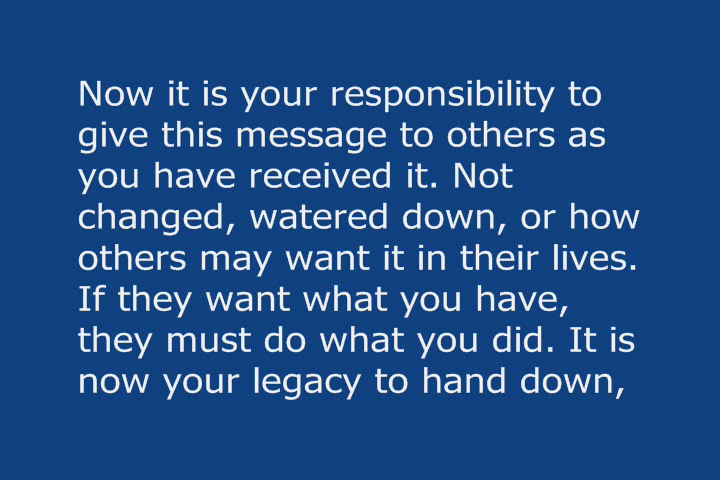 Now it is your responsibility to
give this message to others as
you have received it. Not
changed, watered down, or how
others may want it in their lives.
If they want what you have,
they must do what you did. It is
now your legacy to hand down,